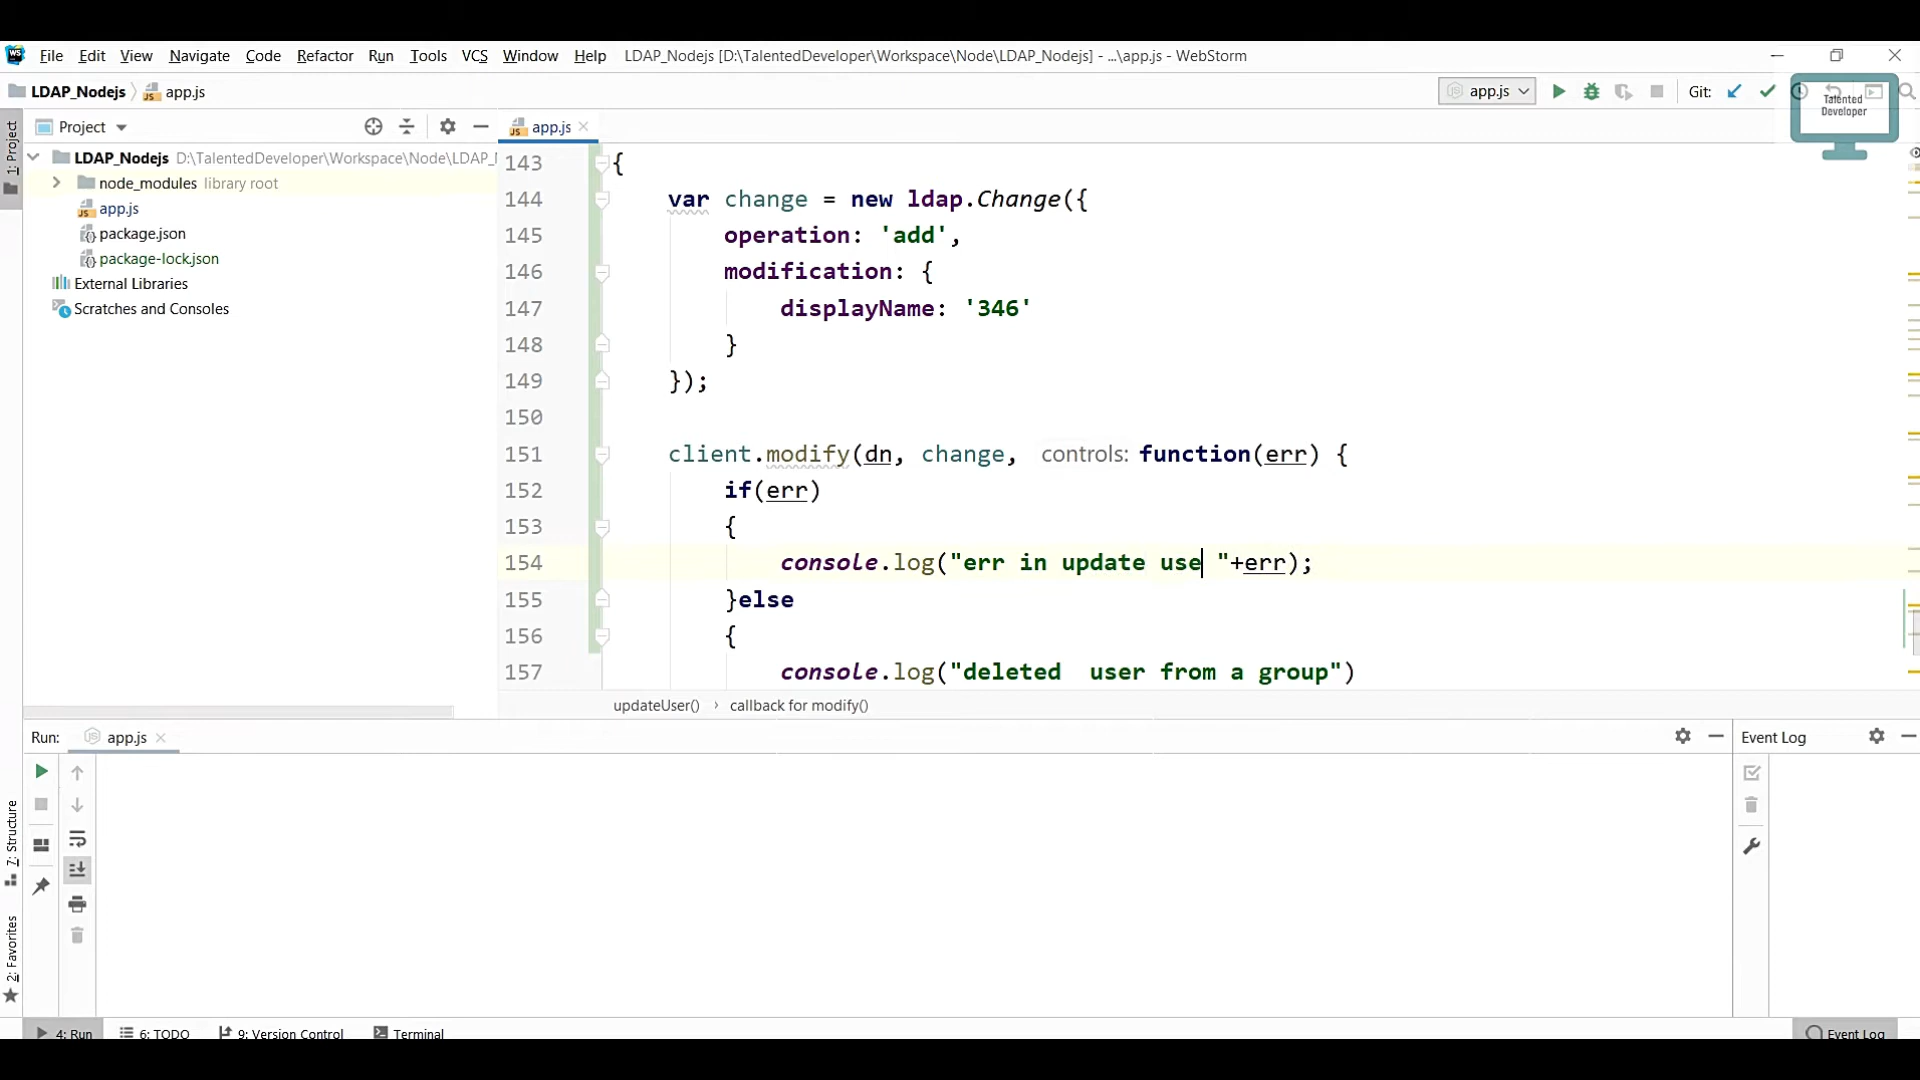 WS File Edit View Navigate Code Refactor Run Tools VCS Window Help LDAP_Nodejs [D:\TalentedDeveloper\Workspace\Node\LDAP_Nodejs] - ...\app.js - WebStorm
LDAP_Nodejs app.js app.js Git:
Talented
Developer
1: Project
Project
app.js
LDAP_Nodejs D:\TalentedDeveloper\Workspace\Node\LDAP_N
node_modules library root
app.js
package.json
package-lock.json
External Libraries
Scratches and Consoles
143 {
144 var change = new ldap.Change({
145 operation: 'add',
146 modification: {
147 displayName: '346'
148 }
149 });
150
151 client.modify(dn, change, controls: function(err) {
152 if(err)
153 {
154 console.log("err in update use "+err);
155 }else
156 {
157 console.log("deleted  user from a group")
updateUser() › callback for modify()
Run: app.js
Event Log
7: Structure
2: Favorites
4: Run 6: TODO 9: Version Control Terminal Event Log